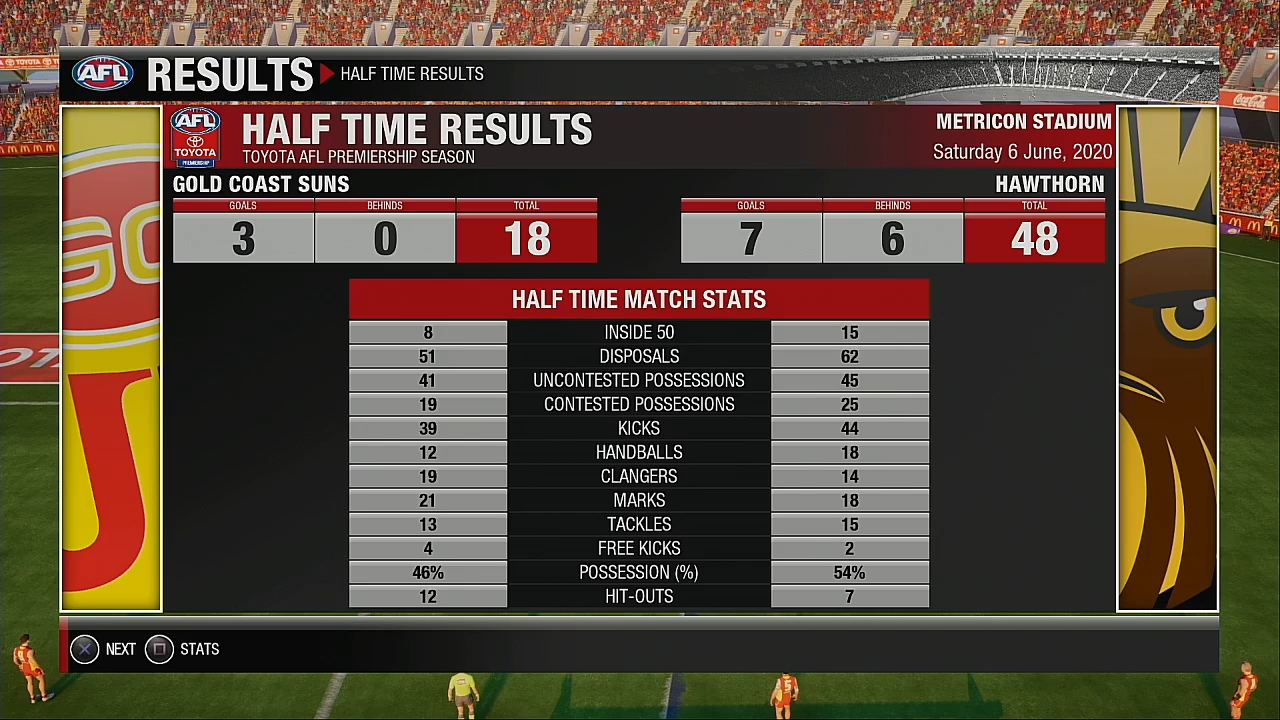 AFL RESULTS HALF TIME RESULTS
AFL TOYOTA PREMIERSHIP
HALF TIME RESULTS
TOYOTA AFL PREMIERSHIP SEASON
METRICON STADIUM
Saturday 6 June, 2020
GOLD COAST SUNS
HAWTHORN
GOALS BEHINDS TOTAL
3 0 18
GOALS BEHINDS TOTAL
7 6 48
HALF TIME MATCH STATS
8 INSIDE 50 15
51 DISPOSALS 62
41 UNCONTESTED POSSESSIONS 45
19 CONTESTED POSSESSIONS 25
39 KICKS 44
12 HANDBALLS 18
19 CLANGERS 14
21 MARKS 18
13 TACKLES 15
4 FREE KICKS 2
46% POSSESSION (%) 54%
12 HIT-OUTS 7
NEXT STATS
TOYOTA
Coca-Cola